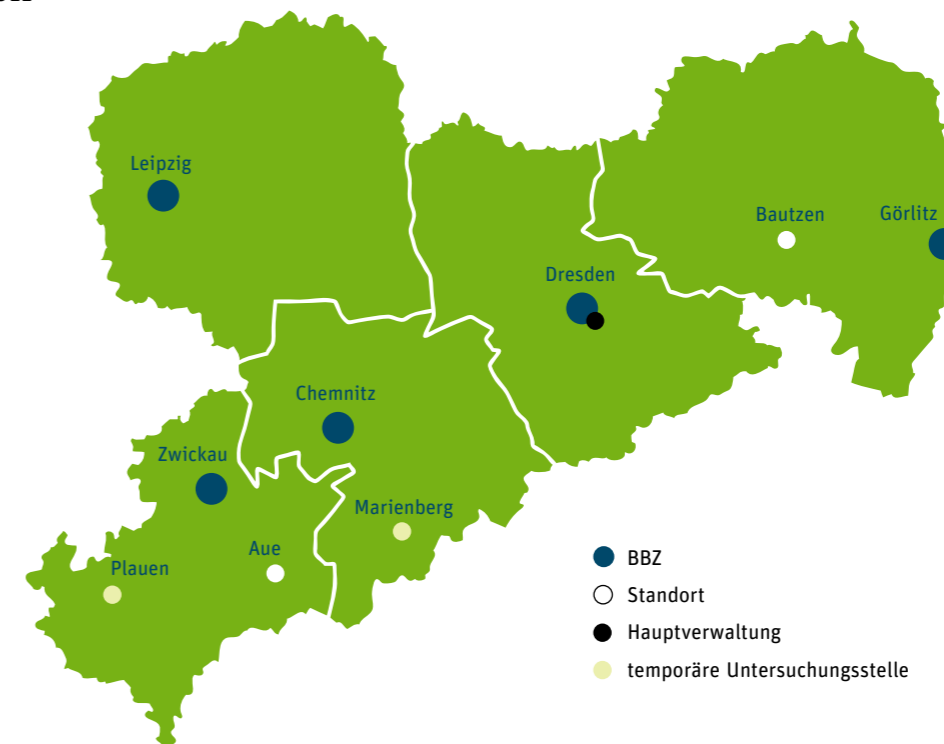 Leipzig
Bautzen
Görlitz
Dresden
Chemnitz
Zwickau
Marienberg
Aue
Plauen
BBZ
Standort
Hauptverwaltung
temporäre Untersuchungsstelle